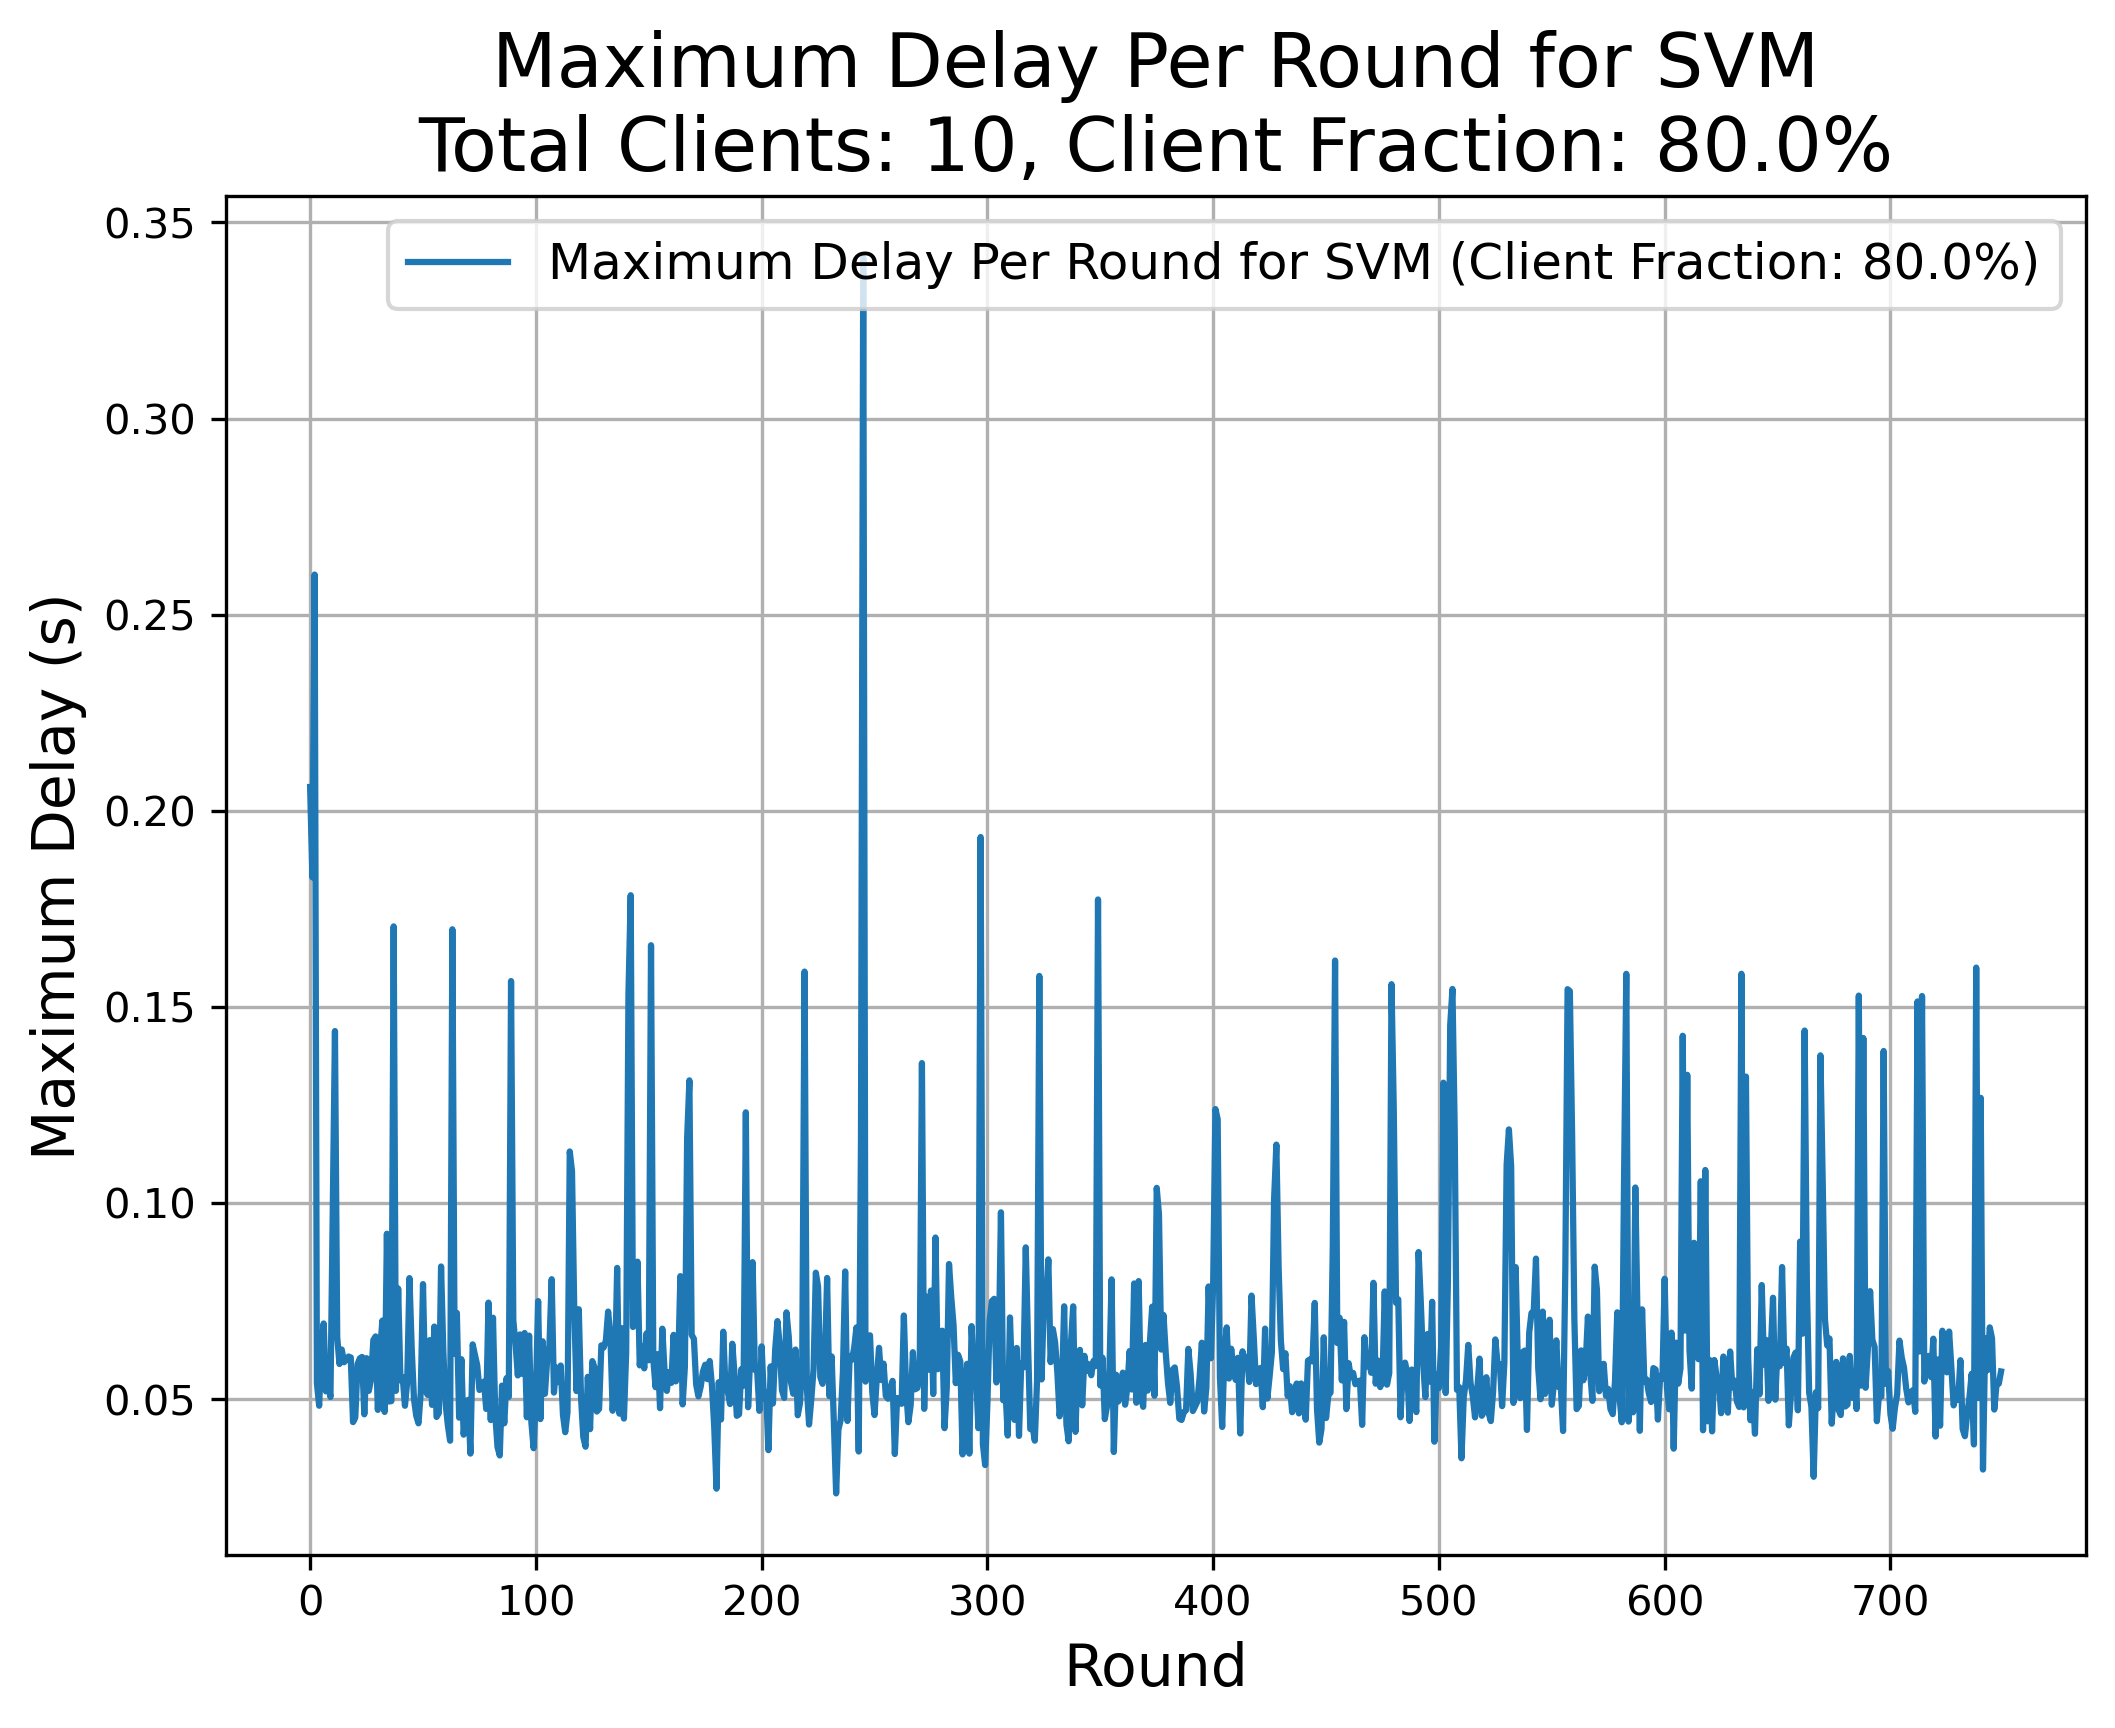 Maximum Delay Per Round for SVM
Total Clients: 10, Client Fraction: 80.0%
Maximum Delay Per Round for SVM (Client Fraction: 80.0%)
Maximum Delay (s)
0.35
0.30
0.25
0.20
0.15
0.10
0.05
0 100 200 300 400 500 600 700
Round